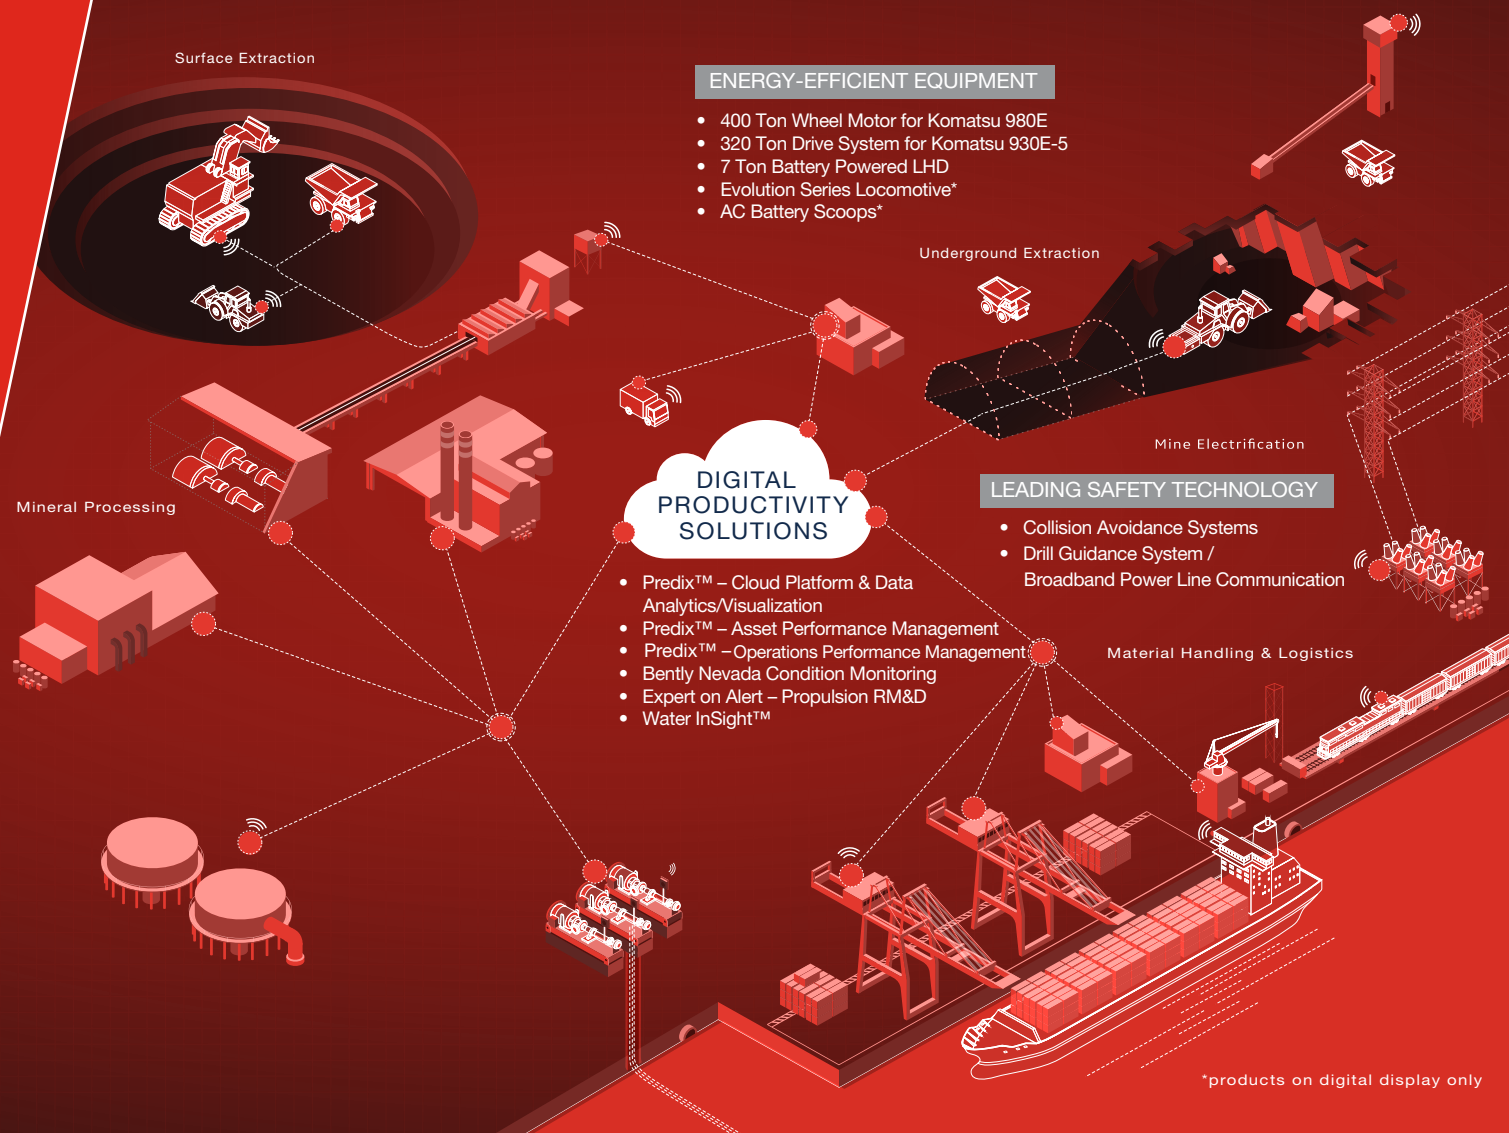 Surface Extraction
ENERGY-EFFICIENT EQUIPMENT
• 400 Ton Wheel Motor for Komatsu 980E
• 320 Ton Drive System for Komatsu 930E-5
• 7 Ton Battery Powered LHD
• Evolution Series Locomotive*
• AC Battery Scoops*
Underground Extraction
Mine Electrification
Mineral Processing
DIGITAL
PRODUCTIVITY
SOLUTIONS
• Predix™ – Cloud Platform & Data
Analytics/Visualization
• Predix™ – Asset Performance Management
• Predix™ –Operations Performance Management
• Bently Nevada Condition Monitoring
• Expert on Alert – Propulsion RM&D
• Water InSight™
LEADING SAFETY TECHNOLOGY
• Collision Avoidance Systems
• Drill Guidance System /
Broadband Power Line Communication
Material Handling & Logistics
*products on digital display only